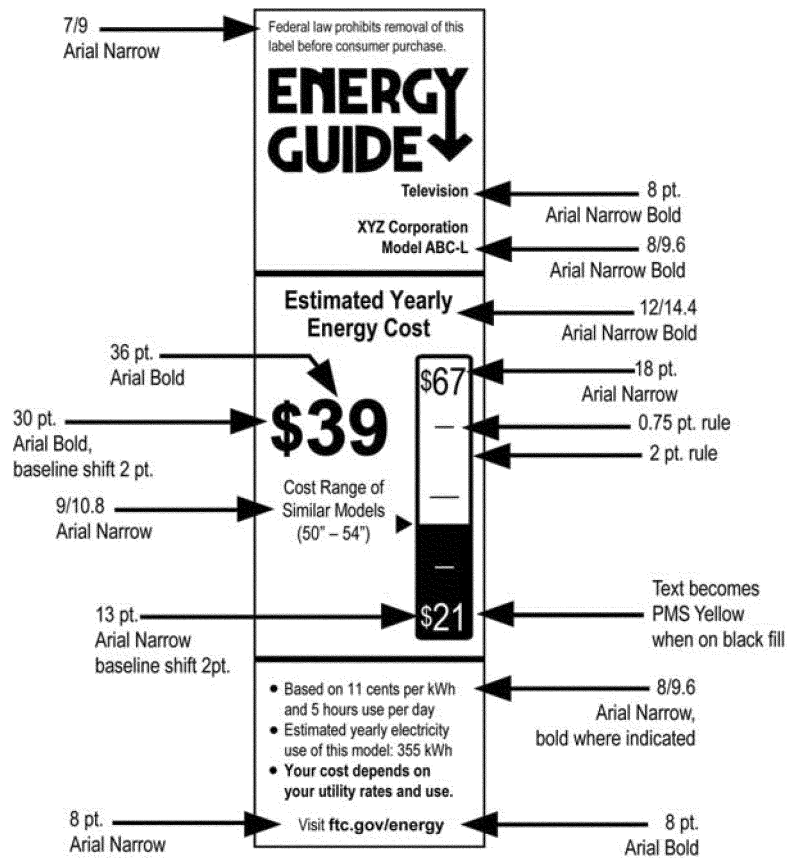 7/9
Arial Narrow
Federal law prohibits removal of this
label before consumer purchase.
ENERGY
GUIDE
Television
8 pt.
Arial Narrow Bold
XYZ Corporation
Model ABC-L
8/9.6
Arial Narrow Bold
Estimated Yearly
Energy Cost
12/14.4
Arial Narrow Bold
36 pt.
Arial Bold
$67
18 pt.
Arial Narrow
30 pt.
Arial Bold,
baseline shift 2 pt.
$39
0.75 pt. rule
2 pt. rule
9/10.8
Arial Narrow
Cost Range of
Similar Models
(50” – 54”)
13 pt.
Arial Narrow
baseline shift 2pt.
$21
Text becomes
PMS Yellow
when on black fill
● Based on 11 cents per kWh
and 5 hours use per day
● Estimated yearly electricity
use of this model: 355 kWh
● Your cost depends on
your utility rates and use.
8/9.6
Arial Narrow,
bold where indicated
8 pt.
Arial Narrow
Visit ftc.gov/energy
8 pt.
Arial Bold